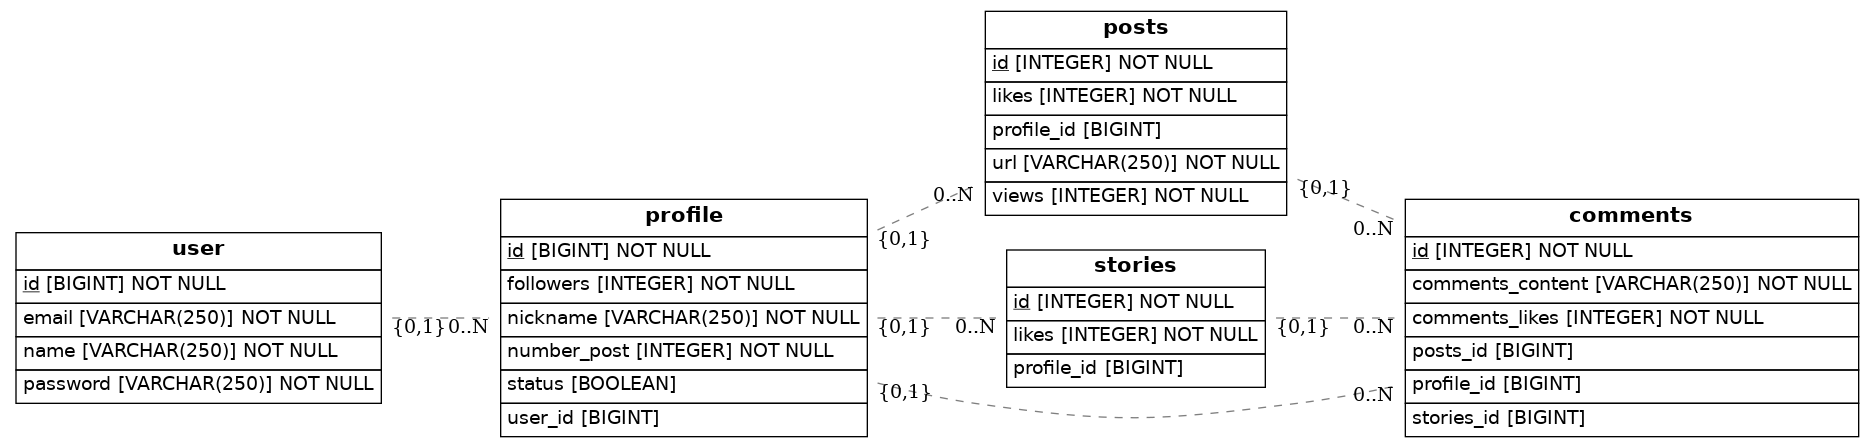 user
id [BIGINT] NOT NULL
email [VARCHAR(250)] NOT NULL
name [VARCHAR(250)] NOT NULL
password [VARCHAR(250)] NOT NULL
{0,1}
0..N
profile
id [BIGINT] NOT NULL
followers [INTEGER] NOT NULL
nickname [VARCHAR(250)] NOT NULL
number_post [INTEGER] NOT NULL
status [BOOLEAN]
user_id [BIGINT]
0..N
{0,1}
{0,1}
0..N
{0,1}
0..N
posts
id [INTEGER] NOT NULL
likes [INTEGER] NOT NULL
profile_id [BIGINT]
url [VARCHAR(250)] NOT NULL
views [INTEGER] NOT NULL
{0,1}
0..N
stories
id [INTEGER] NOT NULL
likes [INTEGER] NOT NULL
profile_id [BIGINT]
{0,1}
0..N
comments
id [INTEGER] NOT NULL
comments_content [VARCHAR(250)] NOT NULL
comments_likes [INTEGER] NOT NULL
posts_id [BIGINT]
profile_id [BIGINT]
stories_id [BIGINT]